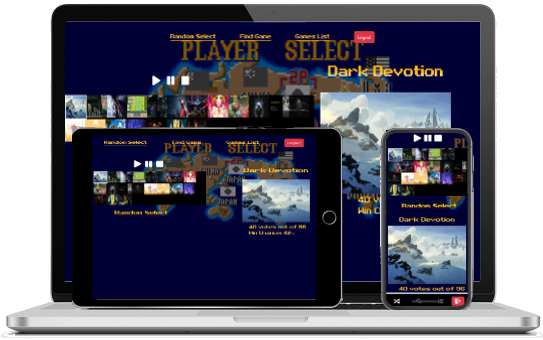 Random Select Find Game Games List Logout
PLAYER SELECT
Dark Devotion
40 votes out of
Win Chance
Random Select Find Game Games List Logout
PLAYER SELECT
Dark Devotion
JAPAN
Random Select
40 votes out of 96
Win Chance
Random Select
Dark Devotion
40 votes out of 96